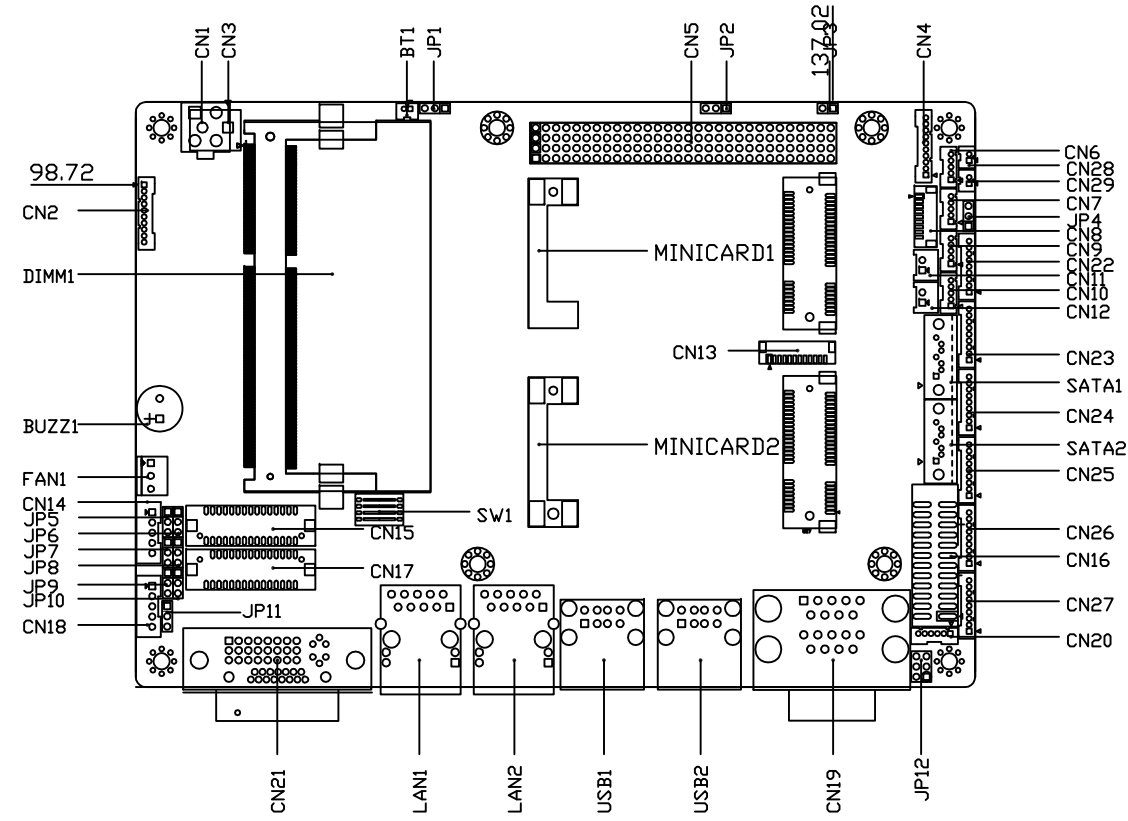 CN1
CN3
BT1
JP1
CN5
JP2
137.02
JP3
CN4
98.72
CN2
DIMM1
BUZZ1
FAN1
CN14
JP5
JP6
JP7
JP8
JP9
JP10
CN18
MINICARD1
CN13
MINICARD2
SW1
CN15
CN17
JP11
CN6
CN28
CN29
CN7
JP4
CN8
CN9
CN22
CN11
CN10
CN12
CN23
SATA1
CN24
SATA2
CN25
CN26
CN16
CN27
CN20
CN21
LAN1
LAN2
USB1
USB2
CN19
JP12